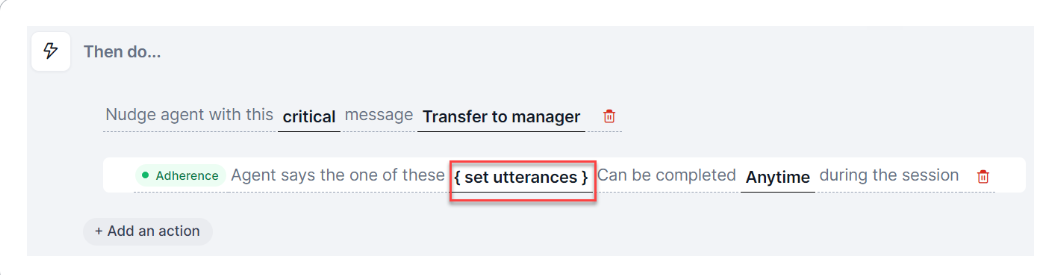 Then do...
Nudge agent with this critical message Transfer to manager
Adherence Agent says the one of these { set utterances } Can be completed Anytime during the session
+ Add an action